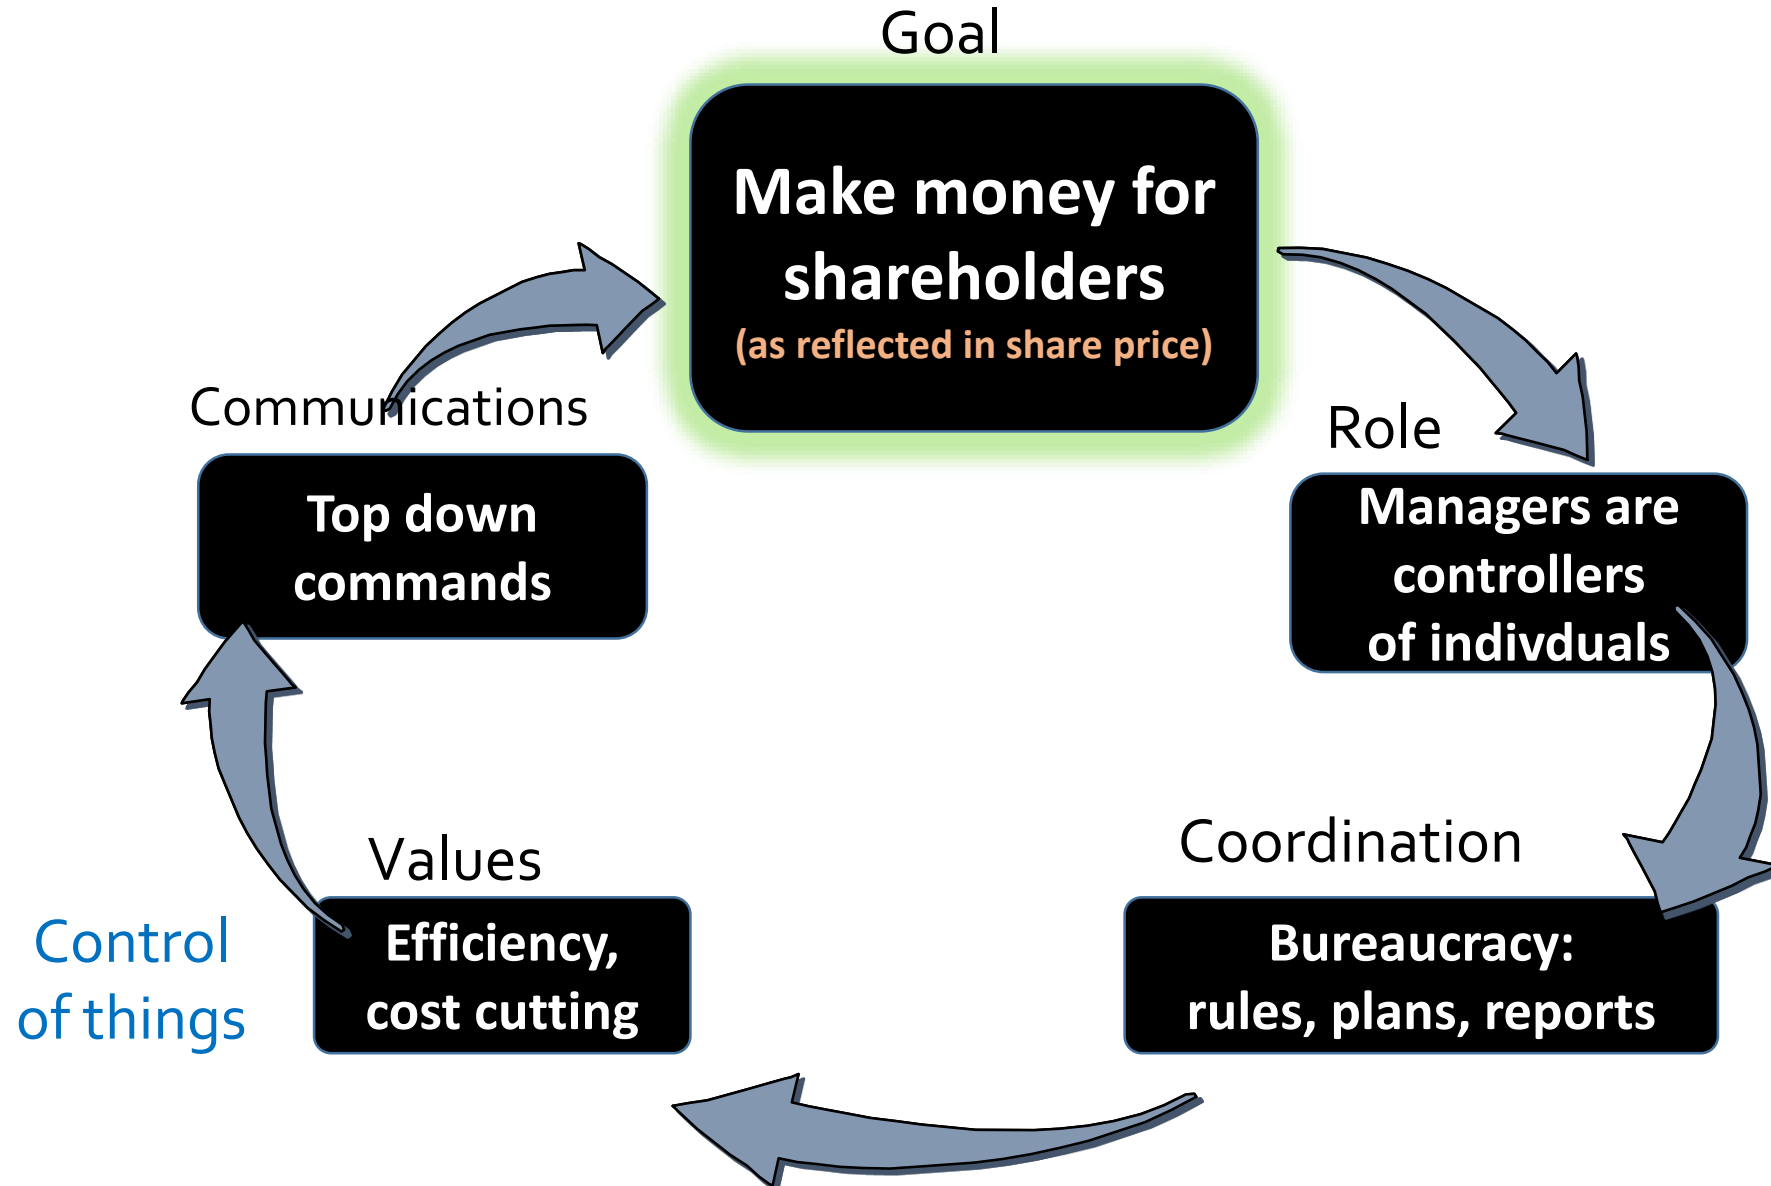 Goal
Make money for
shareholders
(as reflected in share price)
Role
Managers are
controllers
of indivduals
Coordination
Bureaucracy:
rules, plans, reports
Values
Efficiency,
cost cutting
Control
of things
Communications
Top down
commands